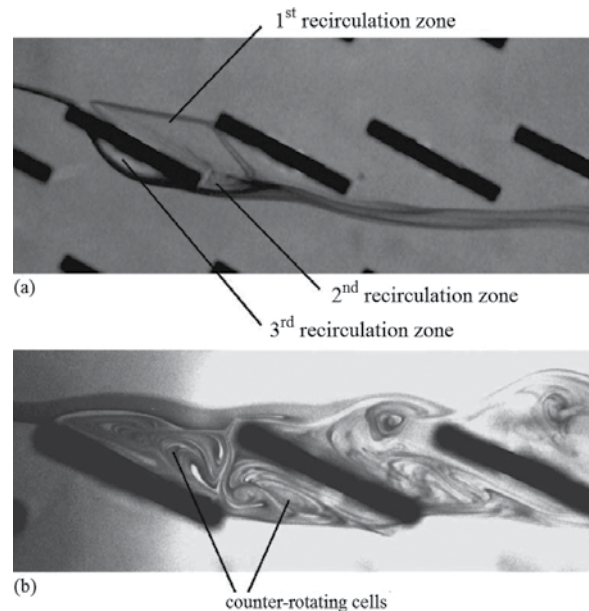 1st recirculation zone
(a)
2nd recirculation zone
3rd recirculation zone
(b)
counter-rotating cells